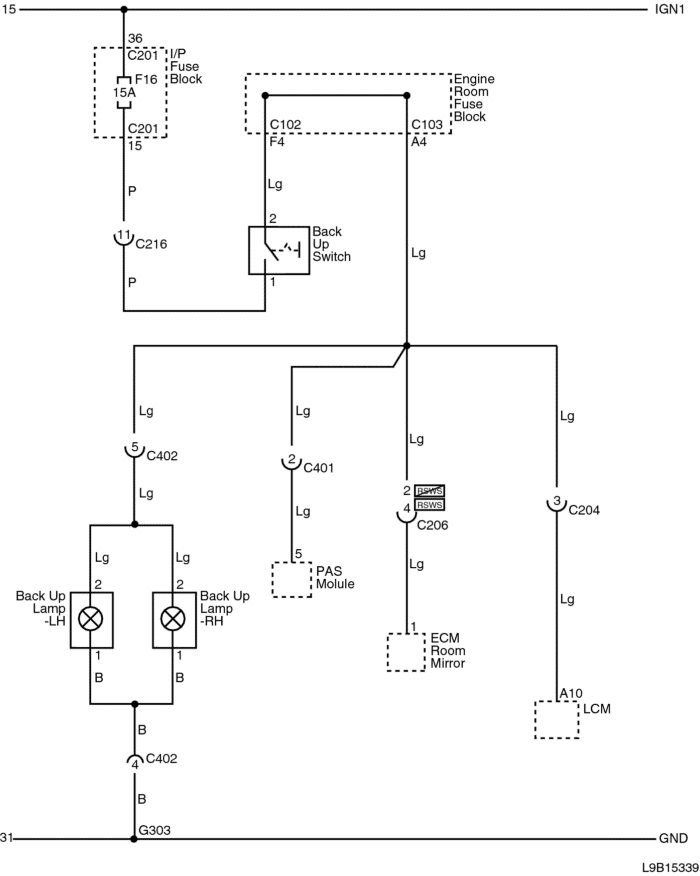 15
IGN1
36
C201
I/P
Fuse
Block
F16
15A
C201
15
Engine
Room
Fuse
Block
C102
C103
F4
A4
P
Lg
11
C216
2
Back
Up
Switch
1
P
Lg
Lg
Lg
Lg
Lg
5
C402
2
C401
2 RSWS
4 RSWS
C206
3
C204
Lg
Lg
Lg
Lg
Lg
Lg
5
PAS
Molule
2
2
Back Up
Lamp
-LH
Back Up
Lamp
-RH
1
1
1
ECM
Room
Mirror
B
B
A10
LCM
B
C402
4
B
G303
31
GND
L9B15339